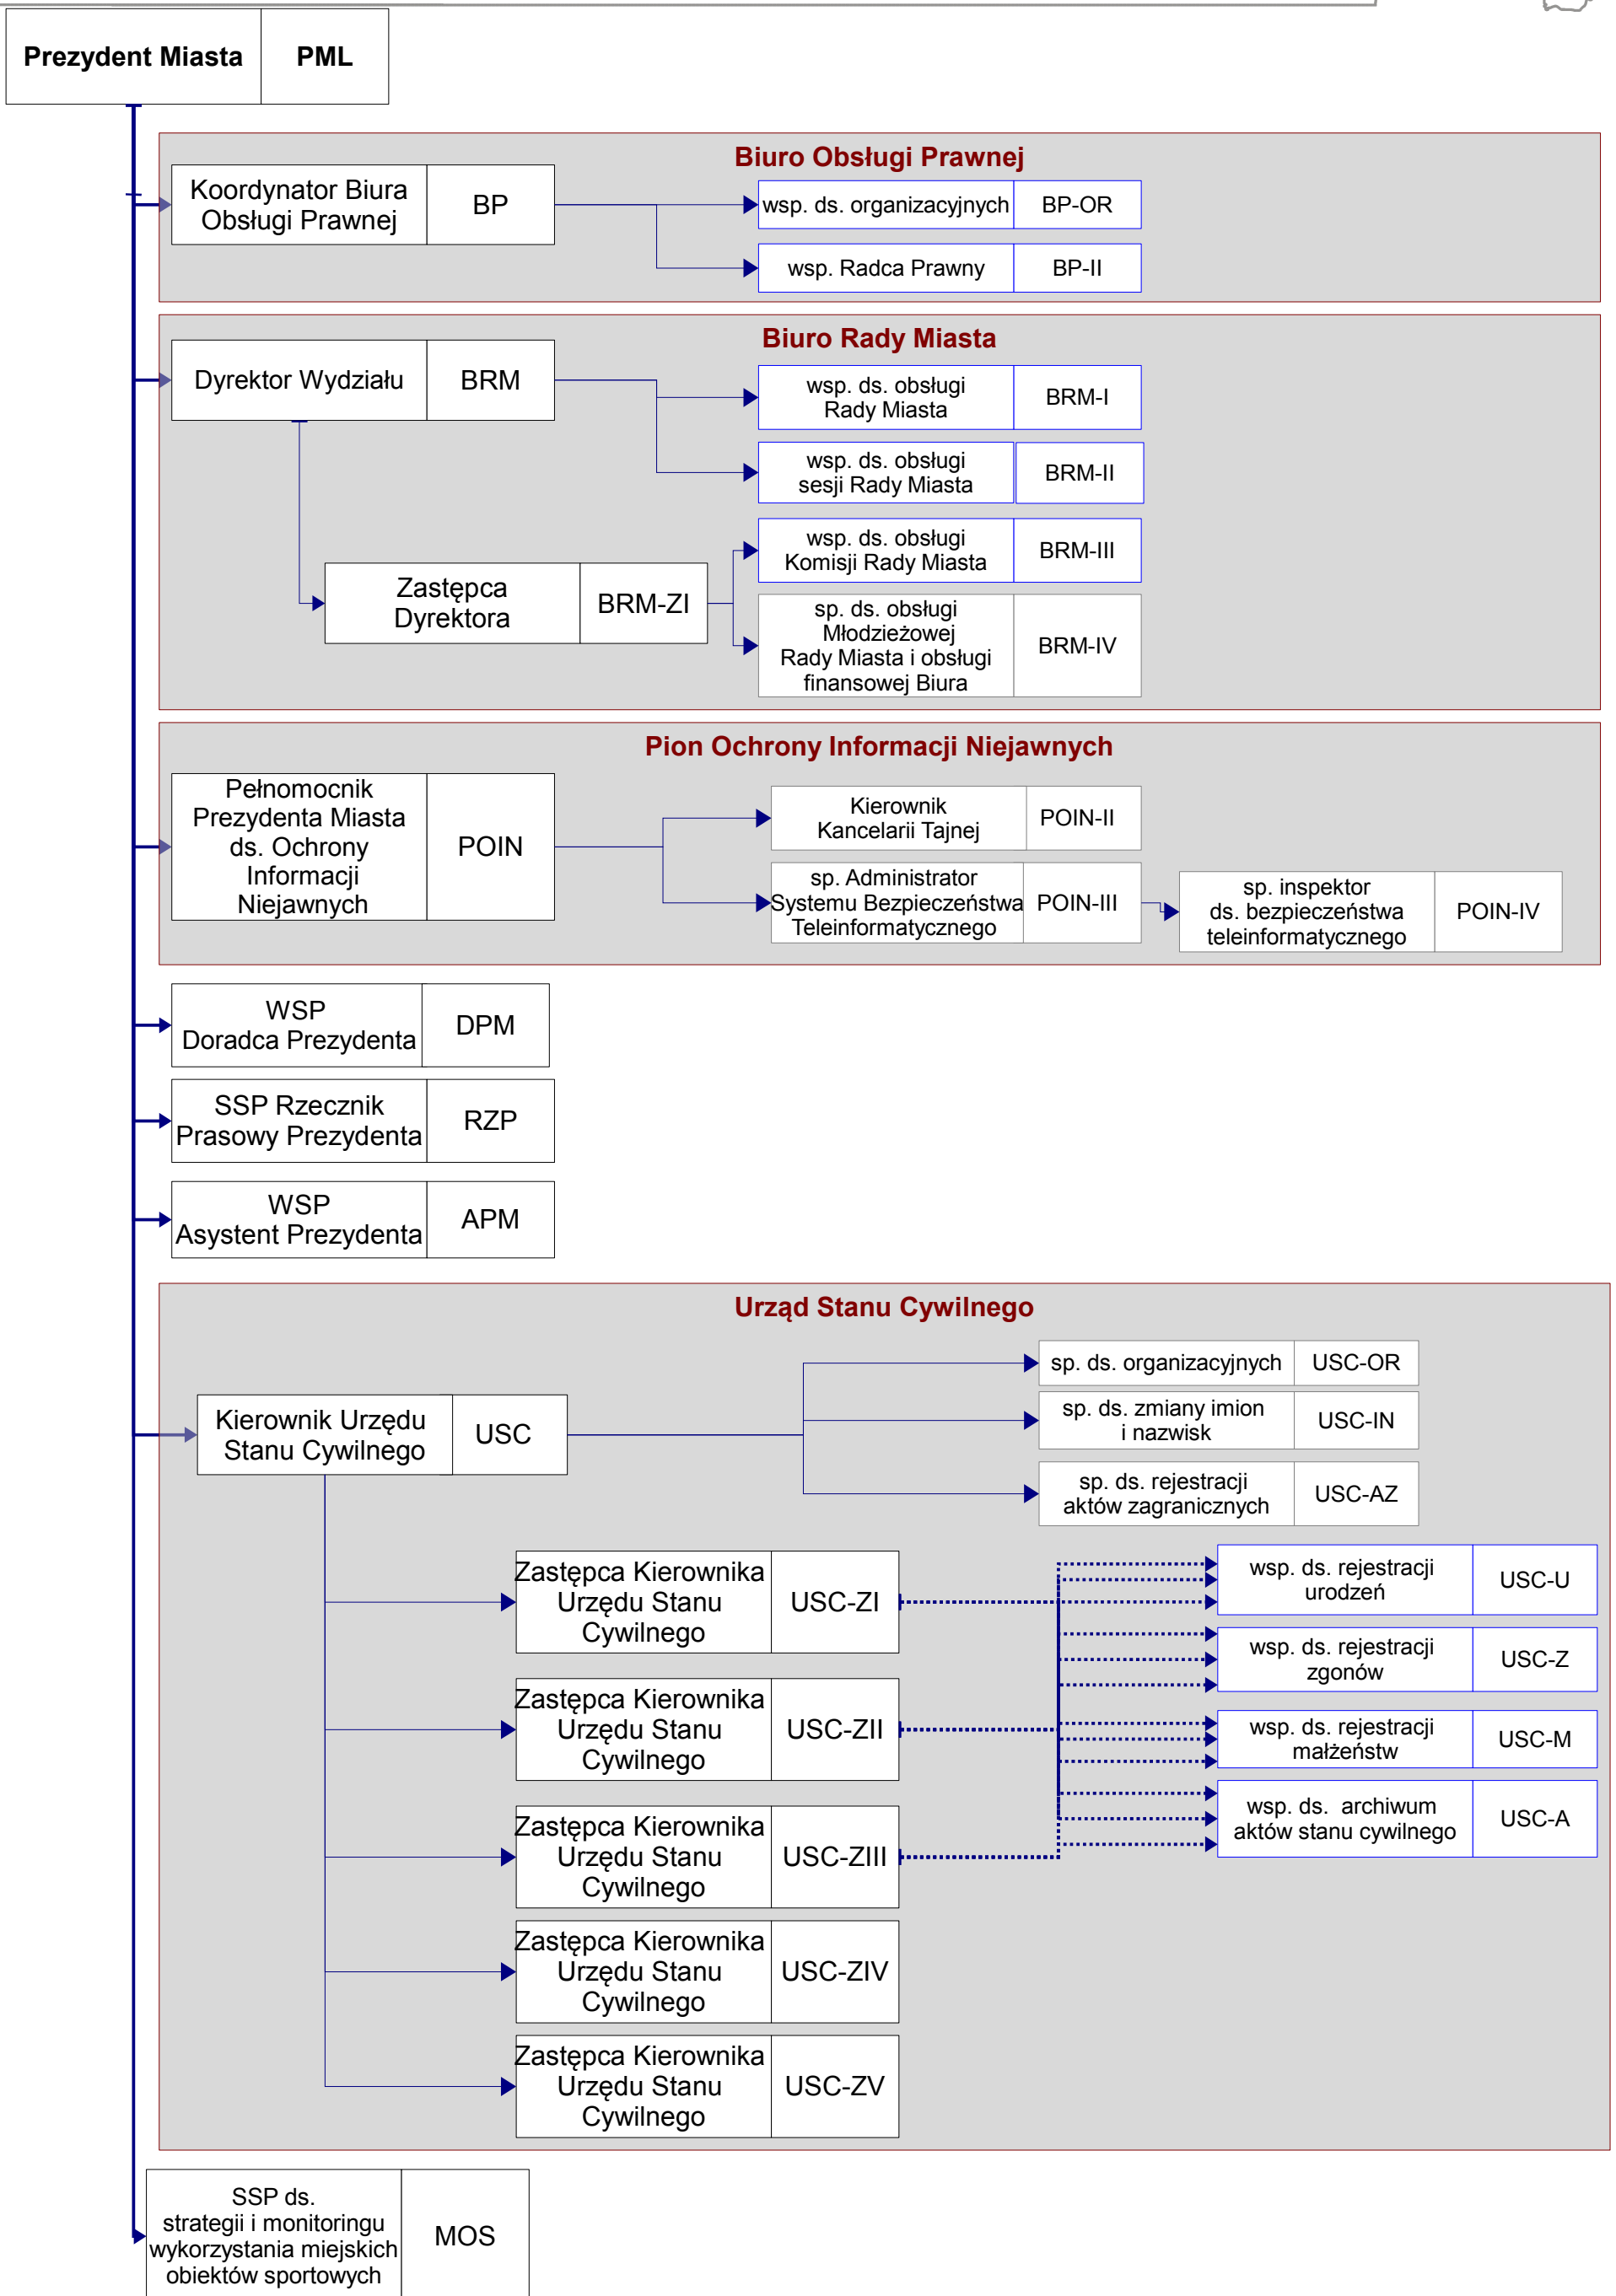 Prezydent Miasta PML
Biuro Obsługi Prawnej
Koordynator Biura
Obsługi Prawnej
BP
wsp. ds. organizacyjnych BP-OR
wsp. Radca Prawny BP-II
Biuro Rady Miasta
Dyrektor Wydziału BRM
wsp. ds. obsługi
Rady Miasta
BRM-I
wsp. ds. obsługi
sesji Rady Miasta
BRM-II
wsp. ds. obsługi
Komisji Rady Miasta
BRM-III
Zastępca
Dyrektora
BRM-ZI
sp. ds. obsługi
Młodzieżowej
Rady Miasta i obsługi
finansowej Biura
BRM-IV
Pion Ochrony Informacji Niejawnych
Pełnomocnik
Prezydenta Miasta
ds. Ochrony
Informacji
Niejawnych
POIN
Kierownik
Kancelarii Tajnej
POIN-II
sp. Administrator
Systemu Bezpieczeństwa
Teleinformatycznego
POIN-III
sp. inspektor
ds. bezpieczeństwa
teleinformatycznego
POIN-IV
WSP
Doradca Prezydenta
DPM
SSP Rzecznik
Prasowy Prezydenta
RZP
WSP
Asystent Prezydenta
APM
Urząd Stanu Cywilnego
Kierownik Urzędu
Stanu Cywilnego
USC
sp. ds. organizacyjnych USC-OR
sp. ds. zmiany imion
i nazwisk
USC-IN
sp. ds. rejestracji
aktów zagranicznych
USC-AZ
Zastępca Kierownika
Urzędu Stanu
Cywilnego
USC-ZI
Zastępca Kierownika
Urzędu Stanu
Cywilnego
USC-ZII
Zastępca Kierownika
Urzędu Stanu
Cywilnego
USC-ZIII
Zastępca Kierownika
Urzędu Stanu
Cywilnego
USC-ZIV
Zastępca Kierownika
Urzędu Stanu
Cywilnego
USC-ZV
wsp. ds. rejestracji
urodzeń
USC-U
wsp. ds. rejestracji
zgonów
USC-Z
wsp. ds. rejestracji
małżeństw
USC-M
wsp. ds. archiwum
aktów stanu cywilnego
USC-A
SSP ds.
strategii i monitoringu
wykorzystania miejskich
obiektów sportowych
MOS